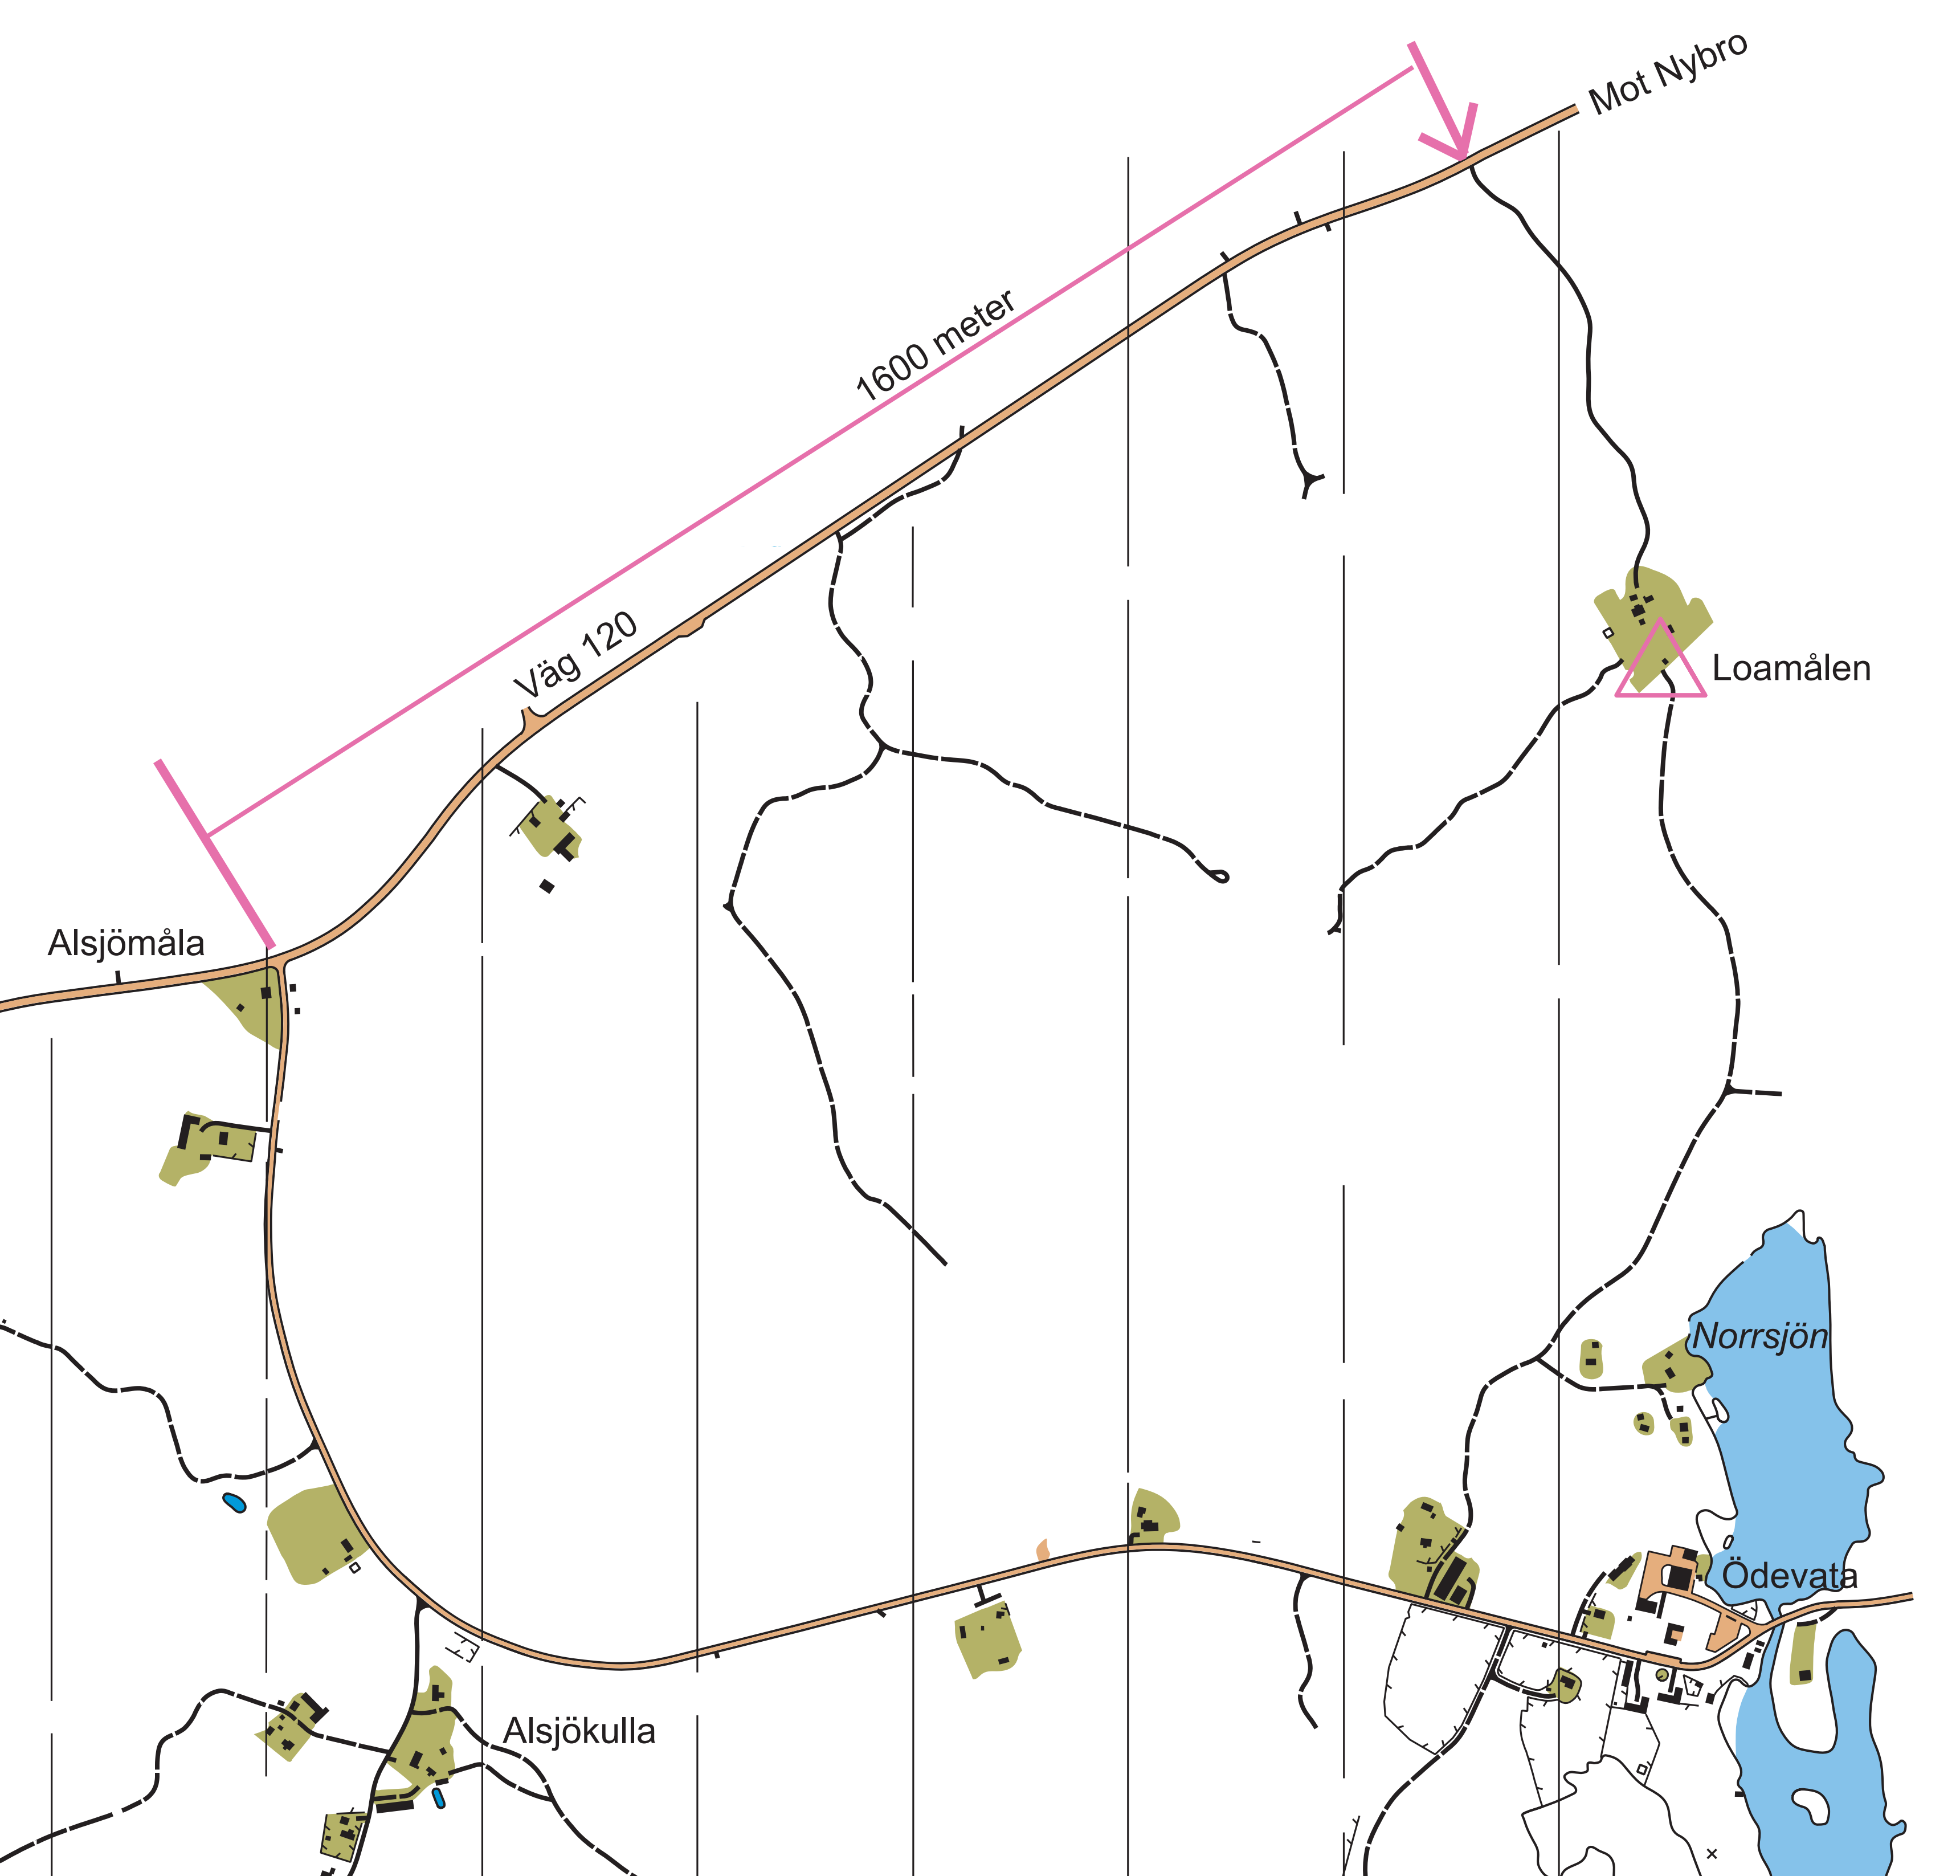 Mot Nybro
1600 meter
Väg 120
Loamålen
Alsjömåla
Norrsjön
Ödevata
Alsjökulla